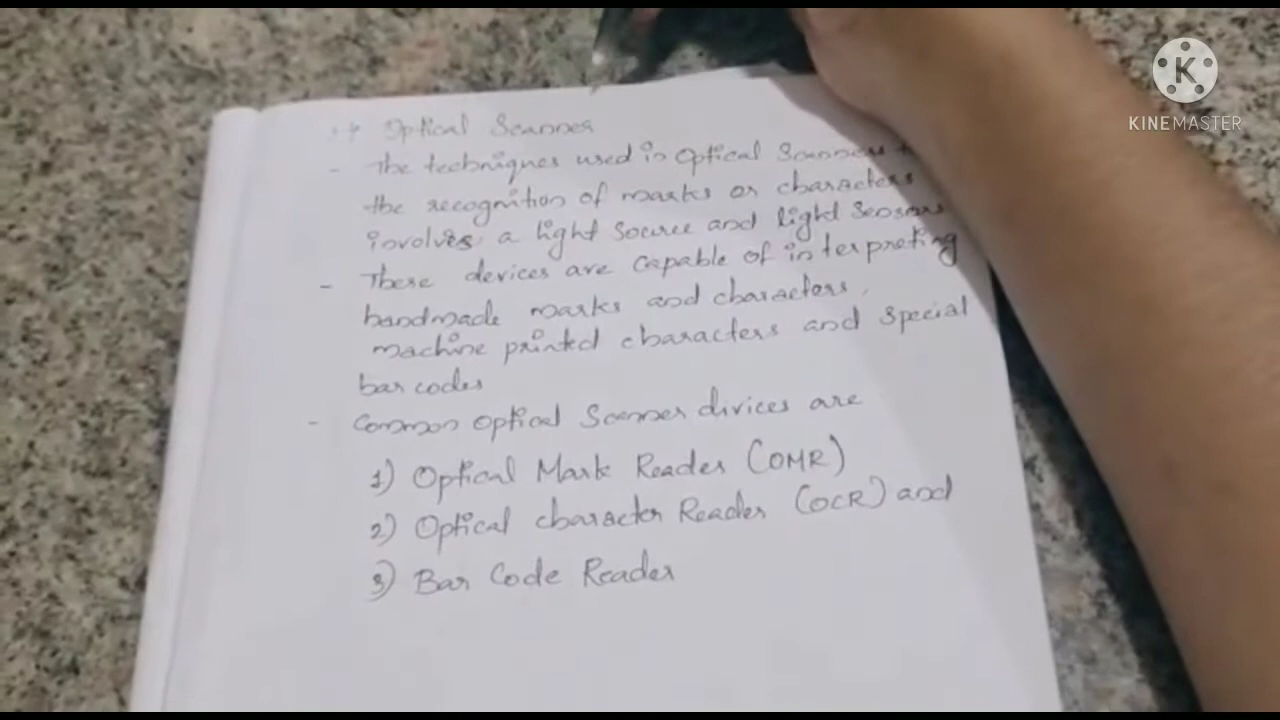 Optical Scanner
- The techniques used in Optical Scanners
the recognition of marks or characters
involves a light source and light sensors
- These devices are capable of interpreting
handmade marks and characters,
machine printed characters and special
bar codes
- Common Optical Scanner divices are
1) Optical Mark Reader (OMR)
2) Optical character Reader (OCR) and
3) Bar Code Reader
K
KINEMASTER